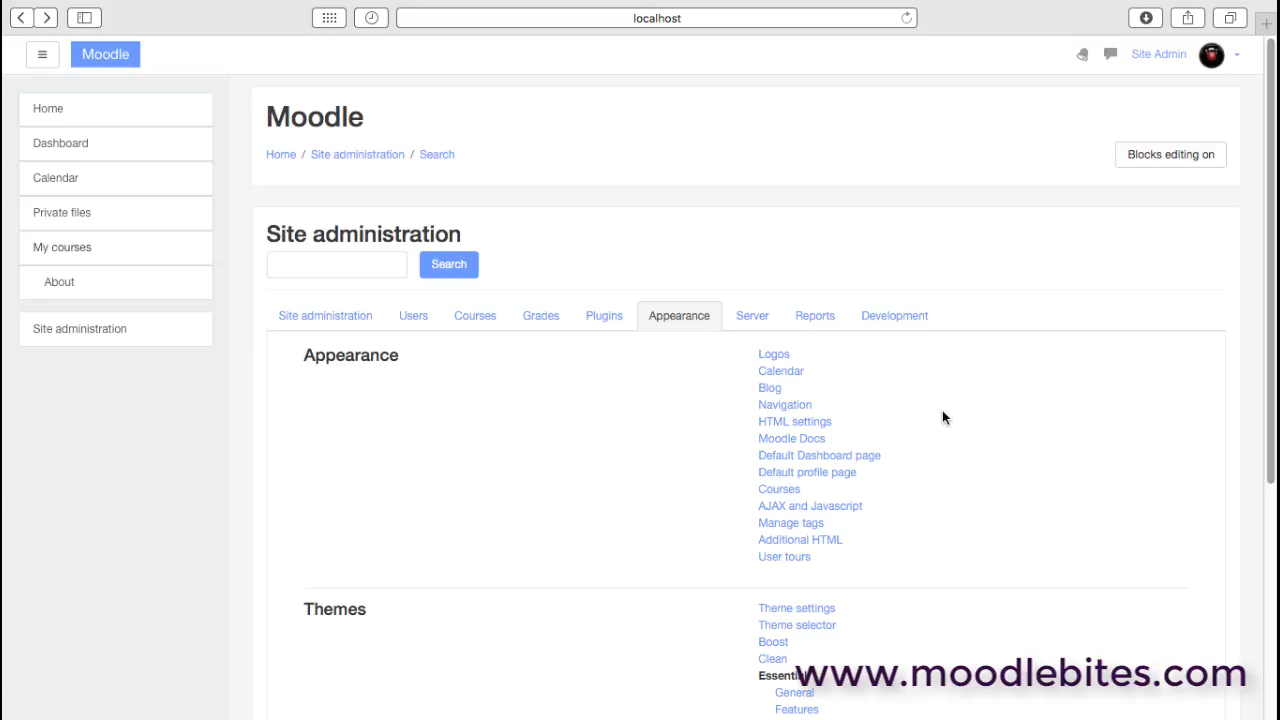 localhost
Moodle
Site Admin
Home
Dashboard
Calendar
Private files
My courses
About
Site administration
Moodle
Home / Site administration / Search
Blocks editing on
Site administration
Search
Site administration Users Courses Grades Plugins Appearance Server Reports Development
Appearance
Logos
Calendar
Blog
Navigation
HTML settings
Moodle Docs
Default Dashboard page
Default profile page
Courses
AJAX and Javascript
Manage tags
Additional HTML
User tours
Themes
Theme settings
Theme selector
Boost
Clean
Essential
www.moodlebites.com
General
Features